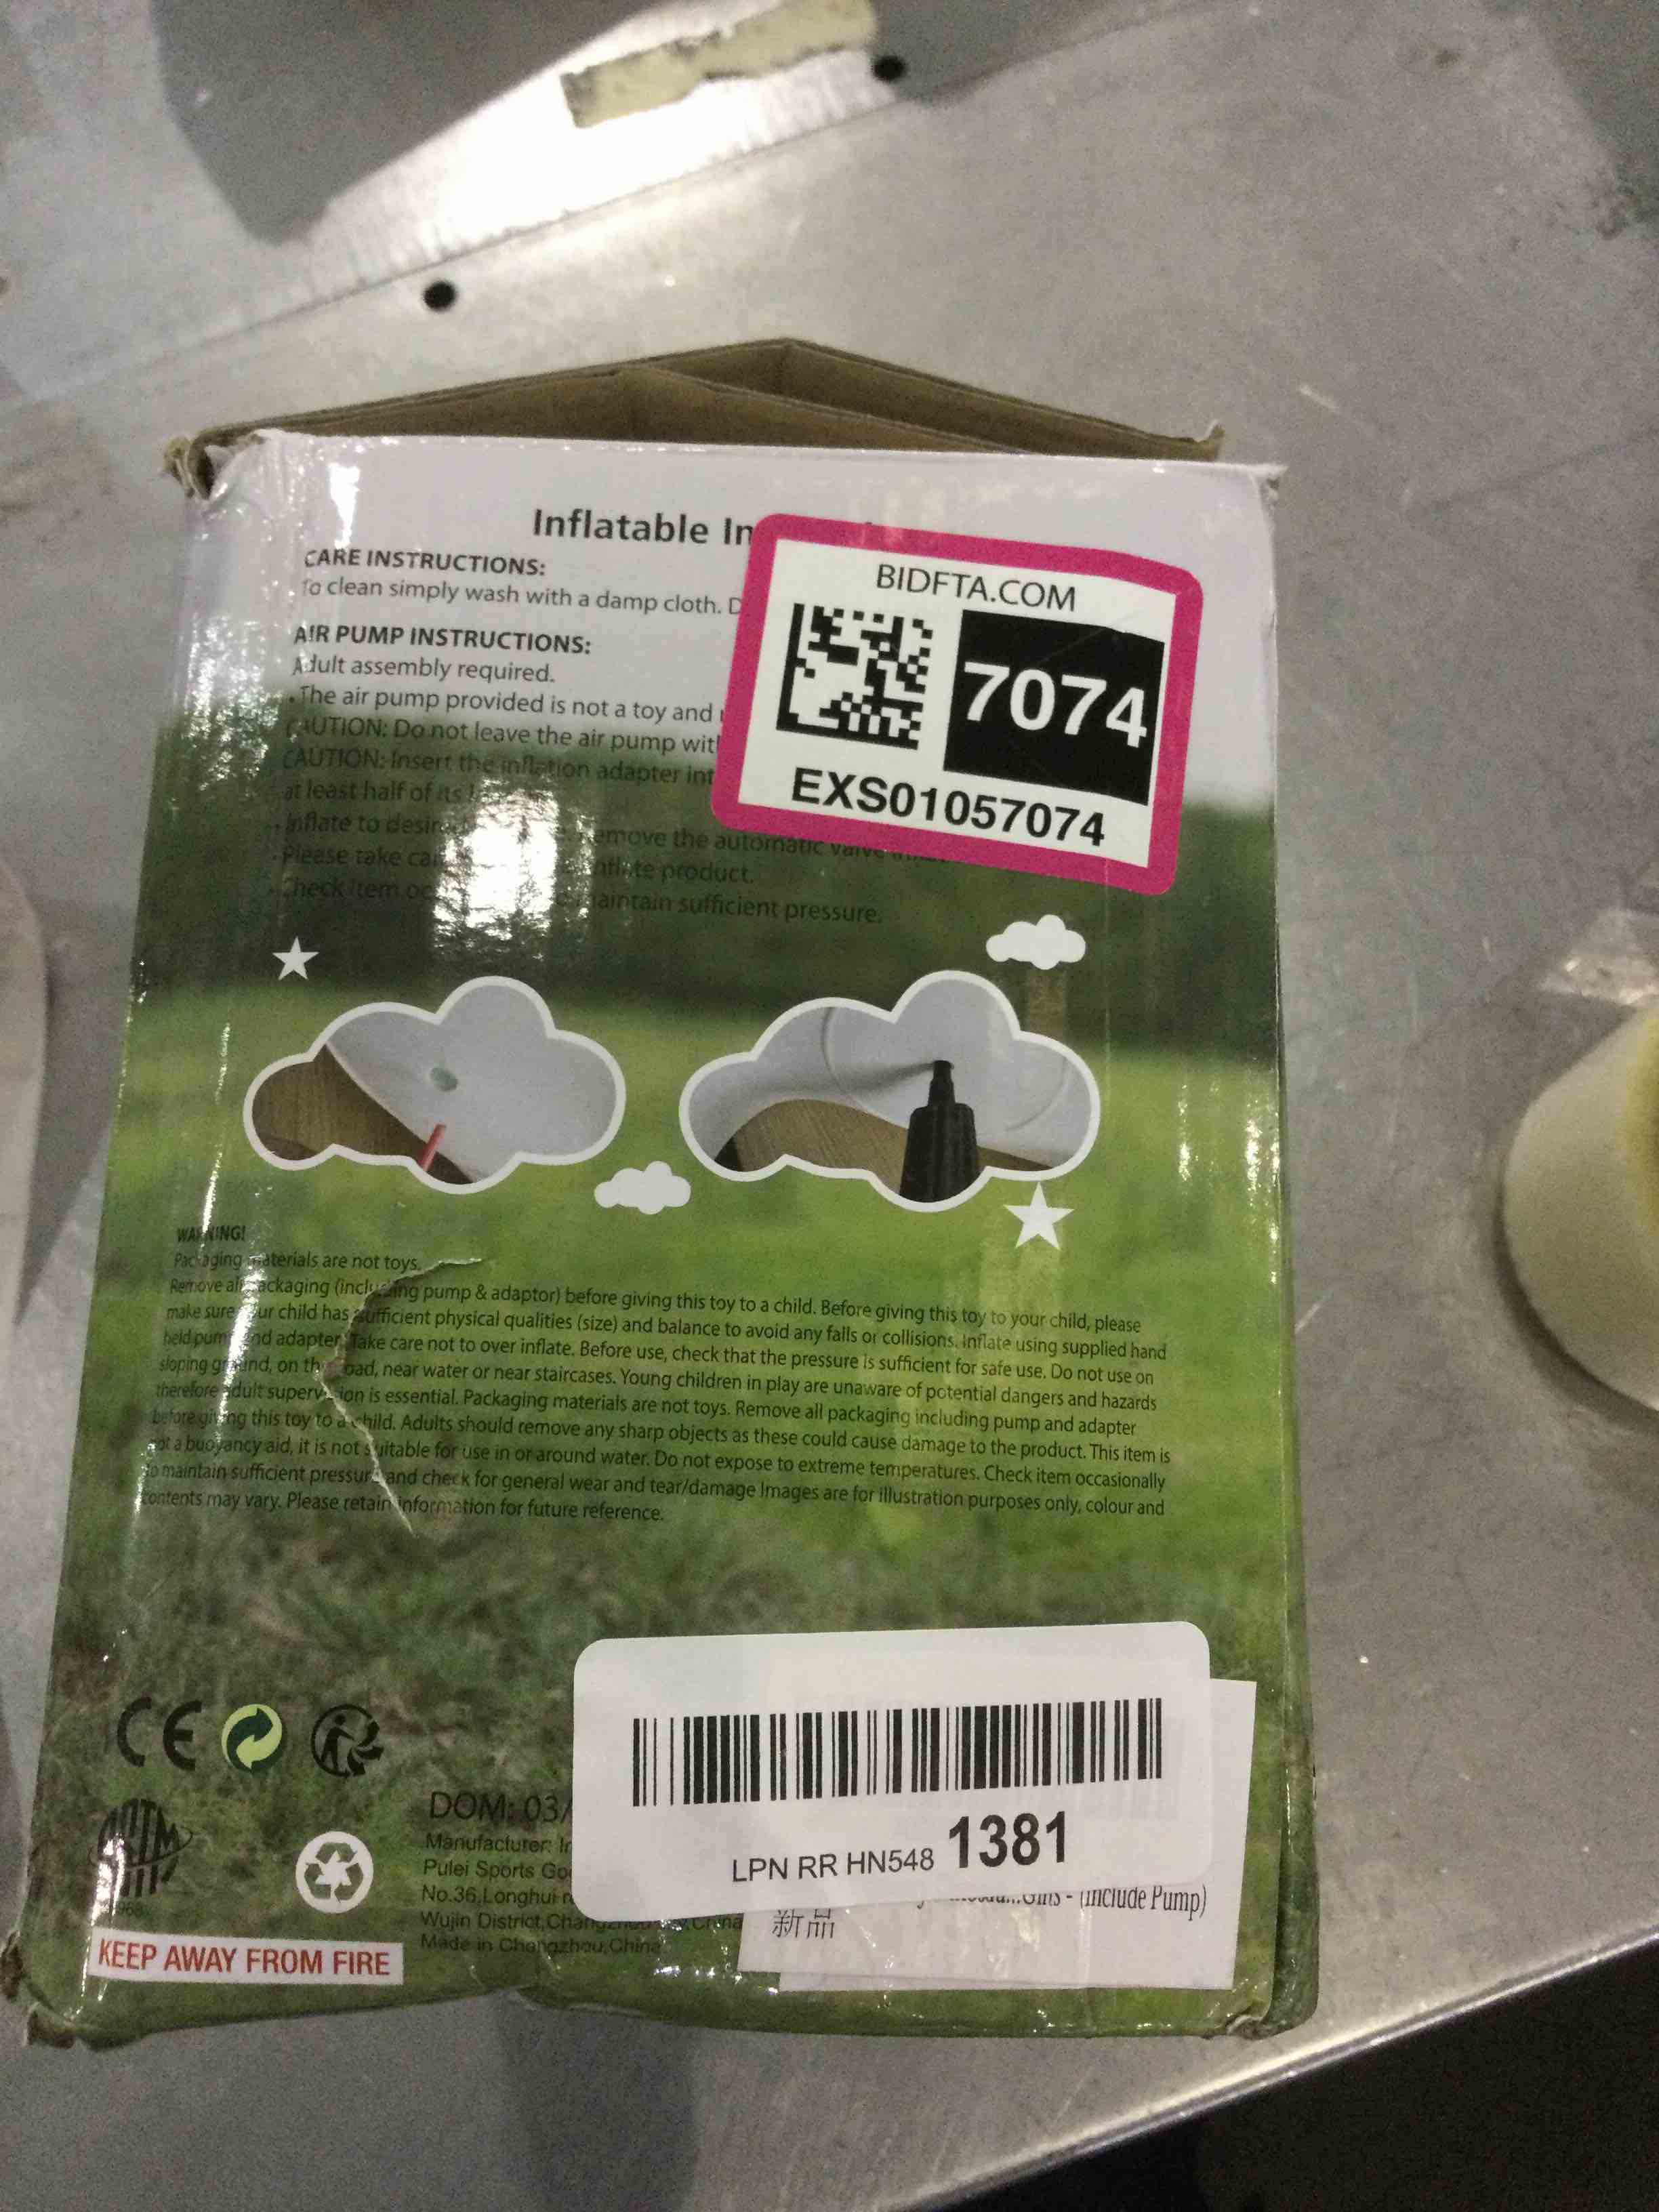 Inflatable
CARE INSTRUCTIONS:
To clean simply wash with a damp cloth.
AIR PUMP INSTRUCTIONS:
Adult assembly required.
• The air pump provided is not a toy and
CAUTION: Do not leave the air pump
CAUTION: Insert the inflation adapter
at least half of its
• Inflate to remove the automatic valve
• Please take inflate product.
• Check item maintain sufficient pressure.
BIDFTA.COM
7074
EXS01057074
WARNING!
Packaging materials are not toys.
Remove all packaging (including pump & adaptor) before giving this toy to a child. Before giving this toy to your child, please
make sure your child has sufficient physical qualities (size) and balance to avoid any falls or collisions. Inflate using supplied hand
held pump and adapter. Take care not to over inflate. Before use, check that the pressure is sufficient for safe use. Do not use on
sloping ground, on the road, near water or near staircases. Young children in play are unaware of potential dangers and hazards
therefore adult supervision is essential. Packaging materials are not toys. Remove all packaging including pump and adapter
before giving this toy to a child. Adults should remove any sharp objects as these could cause damage to the product. This item is
not a buoyancy aid, it is not suitable for use in or around water. Do not expose to extreme temperatures. Check item occasionally
to maintain sufficient pressure and check for general wear and tear/damage Images are for illustration purposes only, colour and
contents may vary. Please retain information for future reference.
CE
ASTM
KEEP AWAY FROM FIRE
DOM: 03/
Manufacturer:
Pulei Sports
No.36,Longhui
Wujin District, China
Made in Changzhou,China
LPN RR HN548 1381
- (Include Pump)
新品